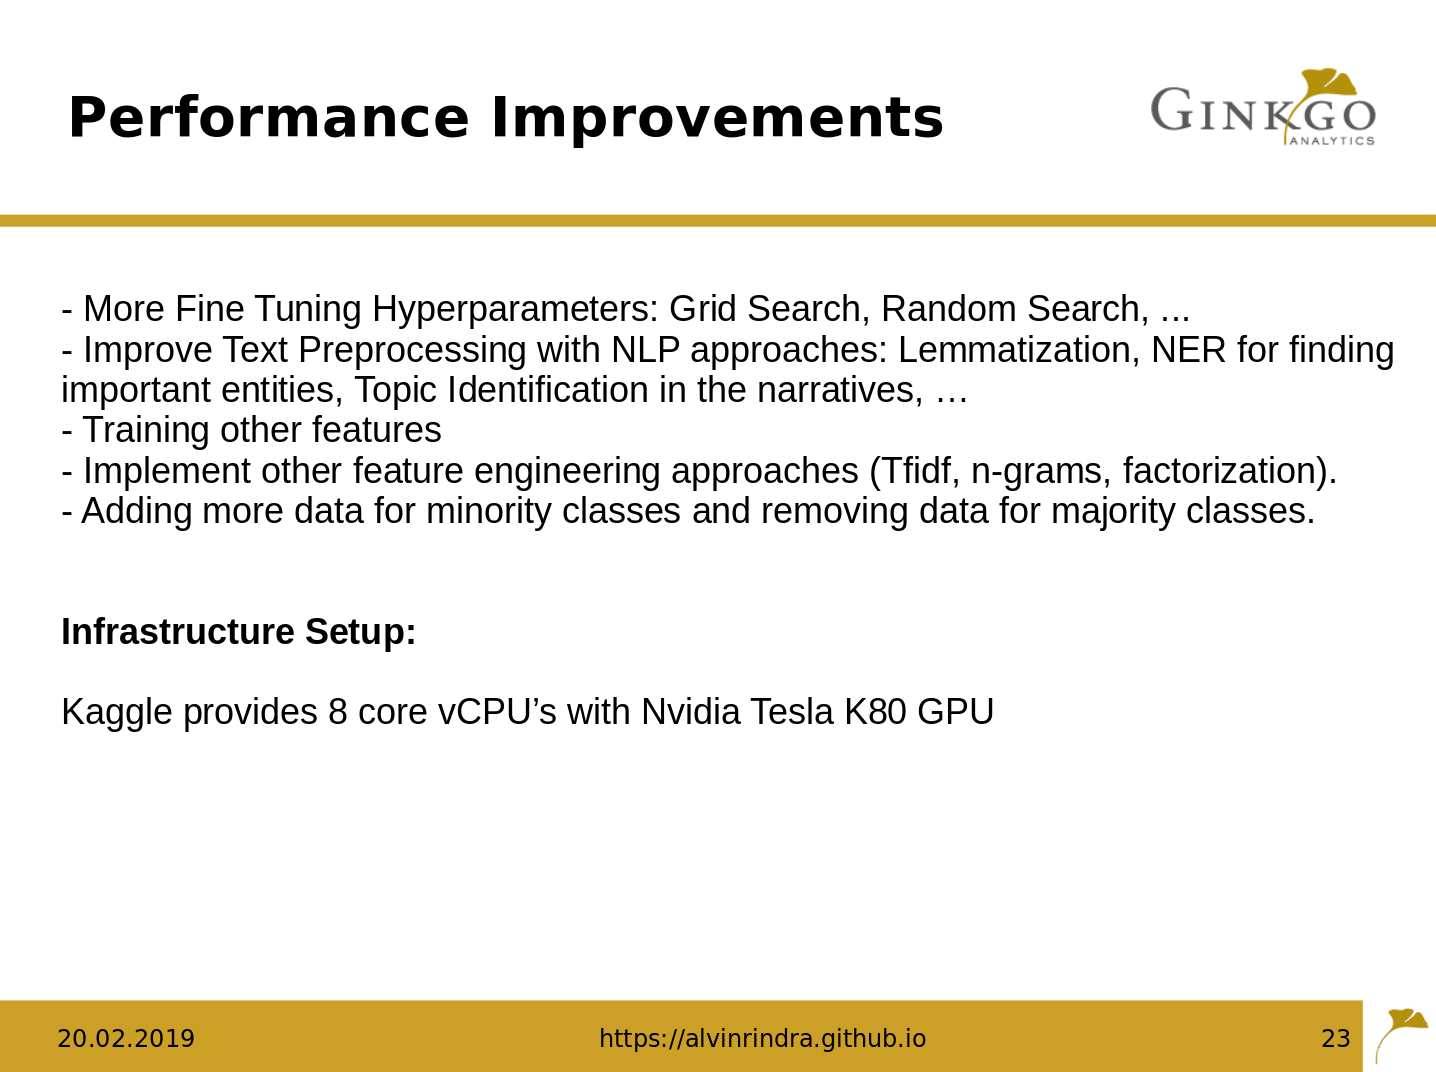 Performance Improvements
GINKGO
ANALYTICS
- More Fine Tuning Hyperparameters: Grid Search, Random Search, ...
- Improve Text Preprocessing with NLP approaches: Lemmatization, NER for finding
important entities, Topic Identification in the narratives, …
- Training other features
- Implement other feature engineering approaches (Tfidf, n-grams, factorization).
- Adding more data for minority classes and removing data for majority classes.
Infrastructure Setup:
Kaggle provides 8 core vCPU’s with Nvidia Tesla K80 GPU
20.02.2019
https://alvinrindra.github.io
23